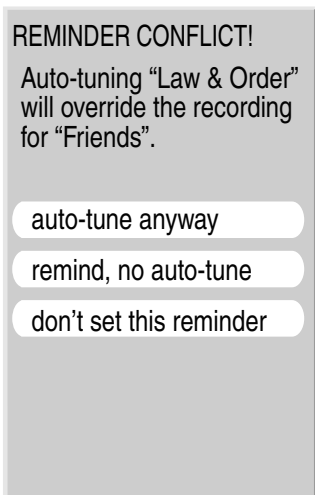 REMINDER CONFLICT!
Auto-tuning “Law & Order”
will override the recording
for “Friends”.
auto-tune anyway
remind, no auto-tune
don't set this reminder